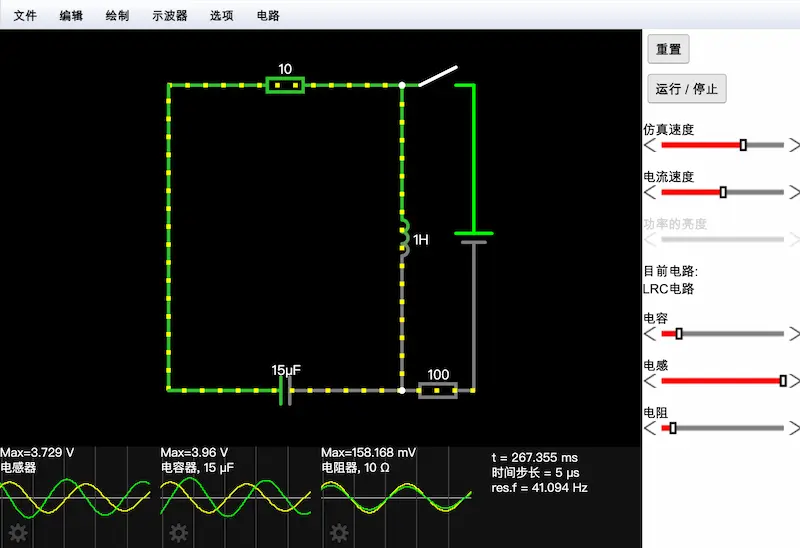 文件 编辑 绘制 示波器 选项 电路
重置
运行 / 停止
仿真速度
电流速度
功率的亮度
目前电路:
LRC电路
电容
电感
电阻
10
1H
15µF
100
Max=3.729 V
电感器
Max=3.96 V
电容器, 15 µF
Max=158.168 mV
电阻器, 10 Ω
t = 267.355 ms
时间步长 = 5 µs
res.f = 41.094 Hz